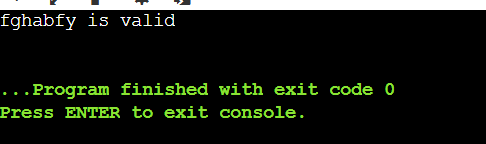 fghabfy is valid
...Program finished with exit code 0
Press ENTER to exit console.